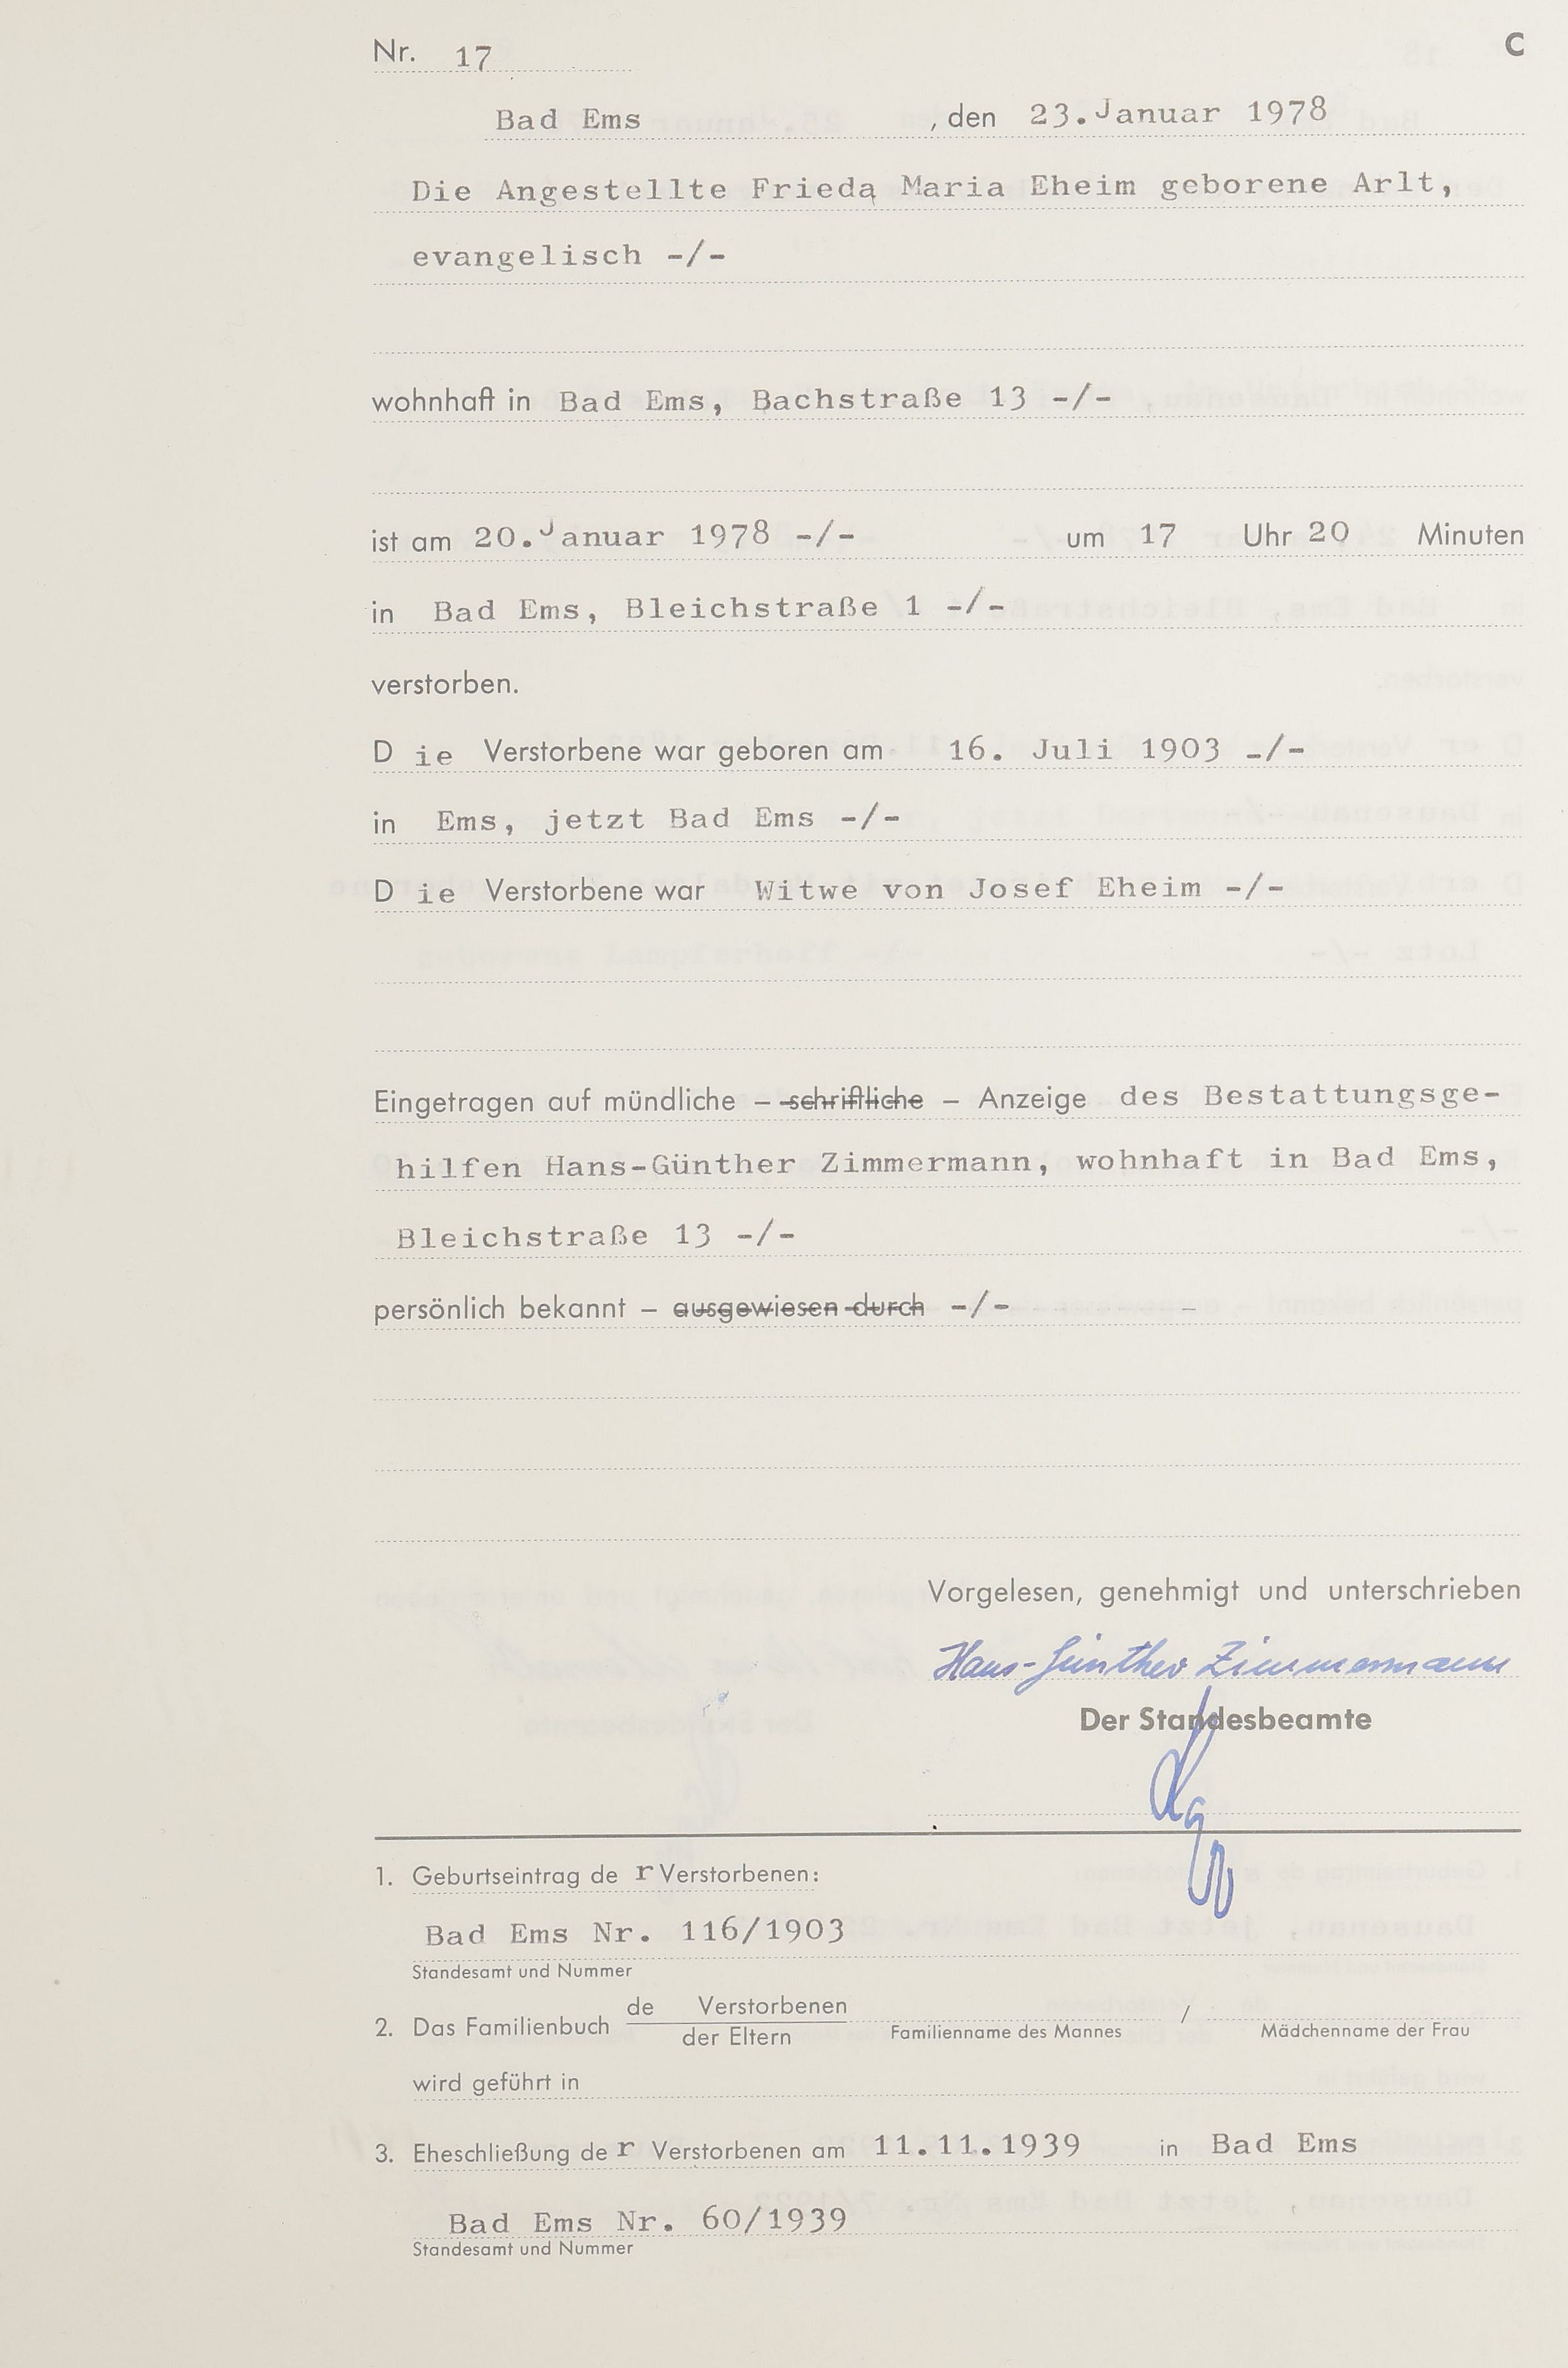 Nr. 17 C
Bad Ems , den 23.Januar 1978
Die Angestellte Frieda Maria Eheim geborene Arlt,
evangelisch -/-
wohnhaft in Bad Ems, Bachstraße 13 -/-
ist am 20.Januar 1978 -/- um 17 Uhr 20 Minuten
in Bad Ems, Bleichstraße 1 -/-
verstorben.
D ie Verstorbene war geboren am 16. Juli 1903 -/-
in Ems, jetzt Bad Ems -/-
D ie Verstorbene war Witwe von Josef Eheim -/-
Eingetragen auf mündliche – schriftliche – Anzeige des Bestattungsge-
hilfen Hans-Günther Zimmermann, wohnhaft in Bad Ems,
Bleichstraße 13 -/-
persönlich bekannt – ausgewiesen durch -/- –
Vorgelesen, genehmigt und unterschrieben
Hans-Günther Zimmermann
Der Standesbeamte
1. Geburtseintrag de r Verstorbenen:
Bad Ems Nr. 116/1903
Standesamt und Nummer
2. Das Familienbuch de Verstorbenen / der Eltern Familienname des Mannes / Mädchenname der Frau
wird geführt in
3. Eheschließung de r Verstorbenen am 11.11.1939 in Bad Ems
Bad Ems Nr. 60/1939
Standesamt und Nummer